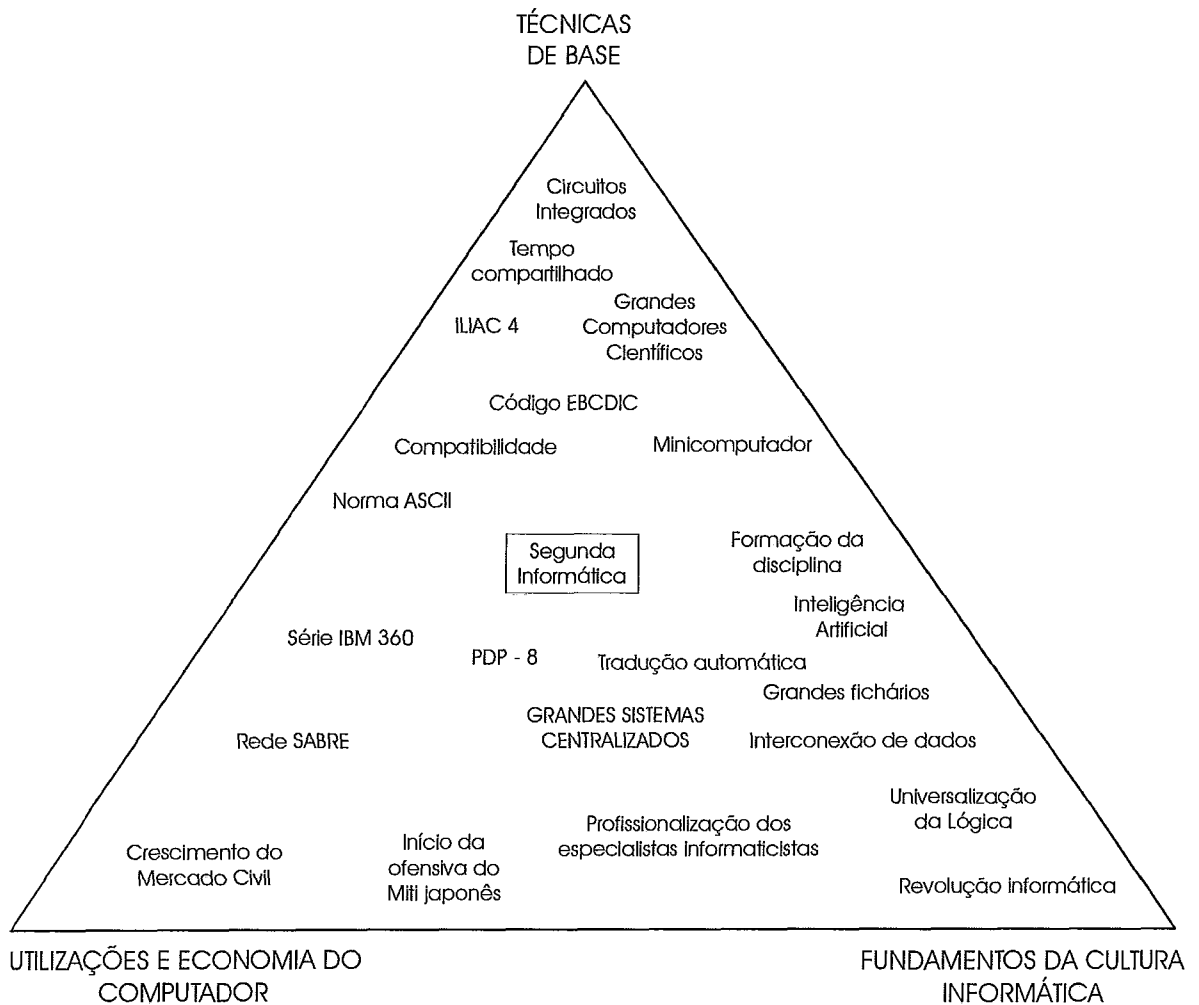 TÉCNICAS
DE BASE
Circuitos
Integrados
Tempo
compartilhado
ILIAC 4
Grandes
Computadores
Científicos
Código EBCDIC
Compatibilidade
Minicomputador
Norma ASCII
Segunda
Informática
Formação da
disciplina
Inteligência
Artificial
Série IBM 360
PDP - 8
Tradução automática
Grandes fichários
Rede SABRE
GRANDES SISTEMAS
CENTRALIZADOS
Interconexão de dados
Universalização
da Lógica
Crescimento do
Mercado Civil
Início da
ofensiva do
Miti japonês
Profissionalização dos
especialistas informaticistas
Revolução informática
UTILIZAÇÕES E ECONOMIA DO
COMPUTADOR
FUNDAMENTOS DA CULTURA
INFORMÁTICA